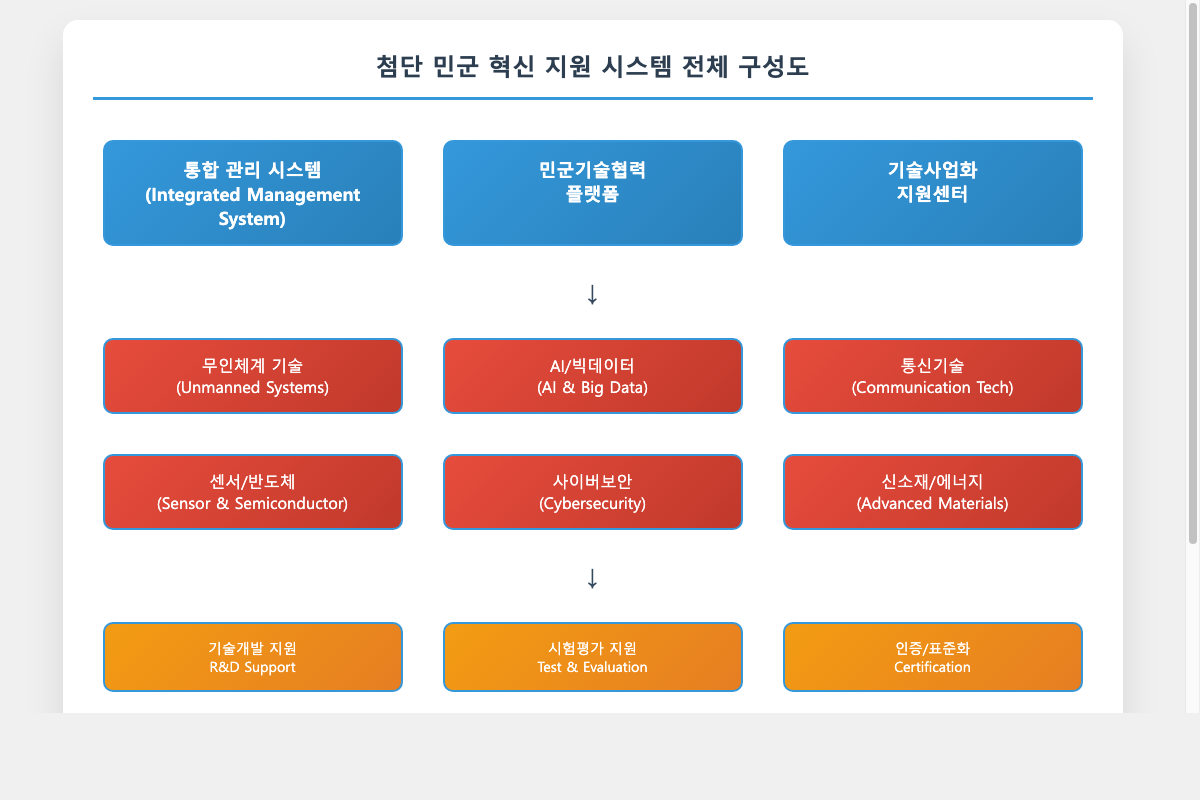 첨단 민군 혁신 지원 시스템 전체 구성도
통합 관리 시스템
(Integrated Management
System)
민군기술협력
플랫폼
기술사업화
지원센터
↓
무인체계 기술
(Unmanned Systems)
AI/빅데이터
(AI & Big Data)
통신기술
(Communication Tech)
센서/반도체
(Sensor & Semiconductor)
사이버보안
(Cybersecurity)
신소재/에너지
(Advanced Materials)
↓
기술개발 지원
R&D Support
시험평가 지원
Test & Evaluation
인증/표준화
Certification